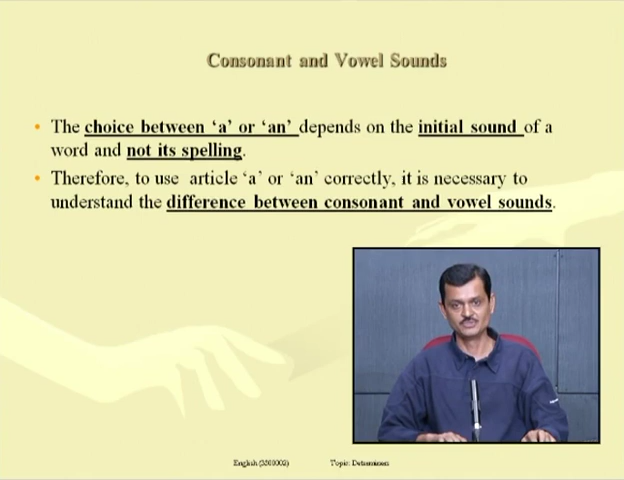 Consonant and Vowel Sounds
• The choice between ‘a’ or ‘an’ depends on the initial sound of a
word and not its spelling.
• Therefore, to use article ‘a’ or ‘an’ correctly, it is necessary to
understand the difference between consonant and vowel sounds.
English Topic: Determiners